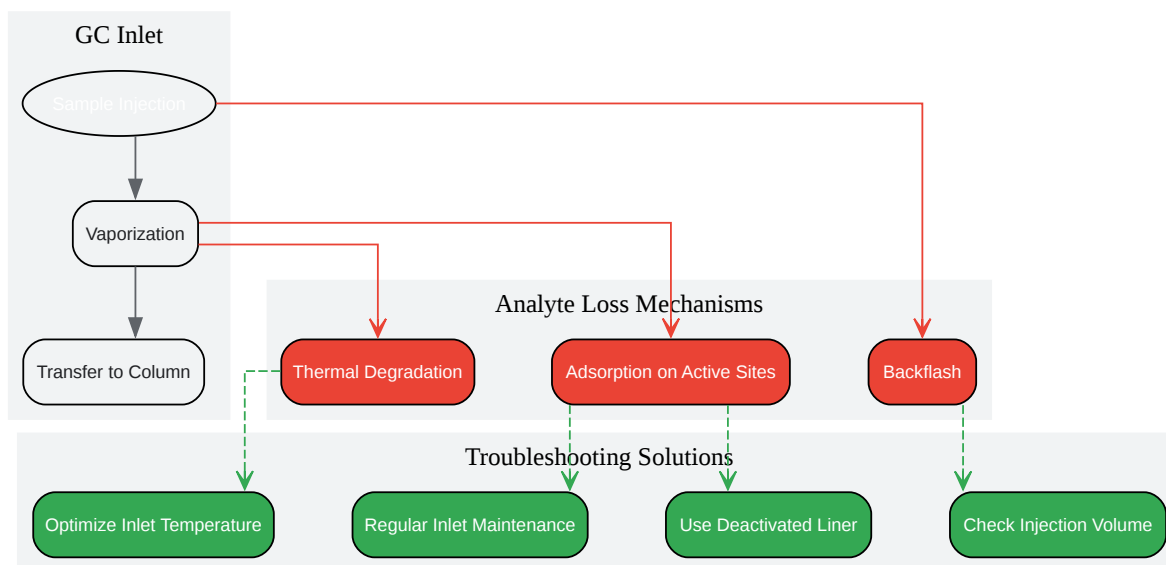 GC Inlet
Sample Injection
Vaporization
Transfer to Column
Analyte Loss Mechanisms
Thermal Degradation
Adsorption on Active Sites
Backflash
Troubleshooting Solutions
Optimize Inlet Temperature
Regular Inlet Maintenance
Use Deactivated Liner
Check Injection Volume